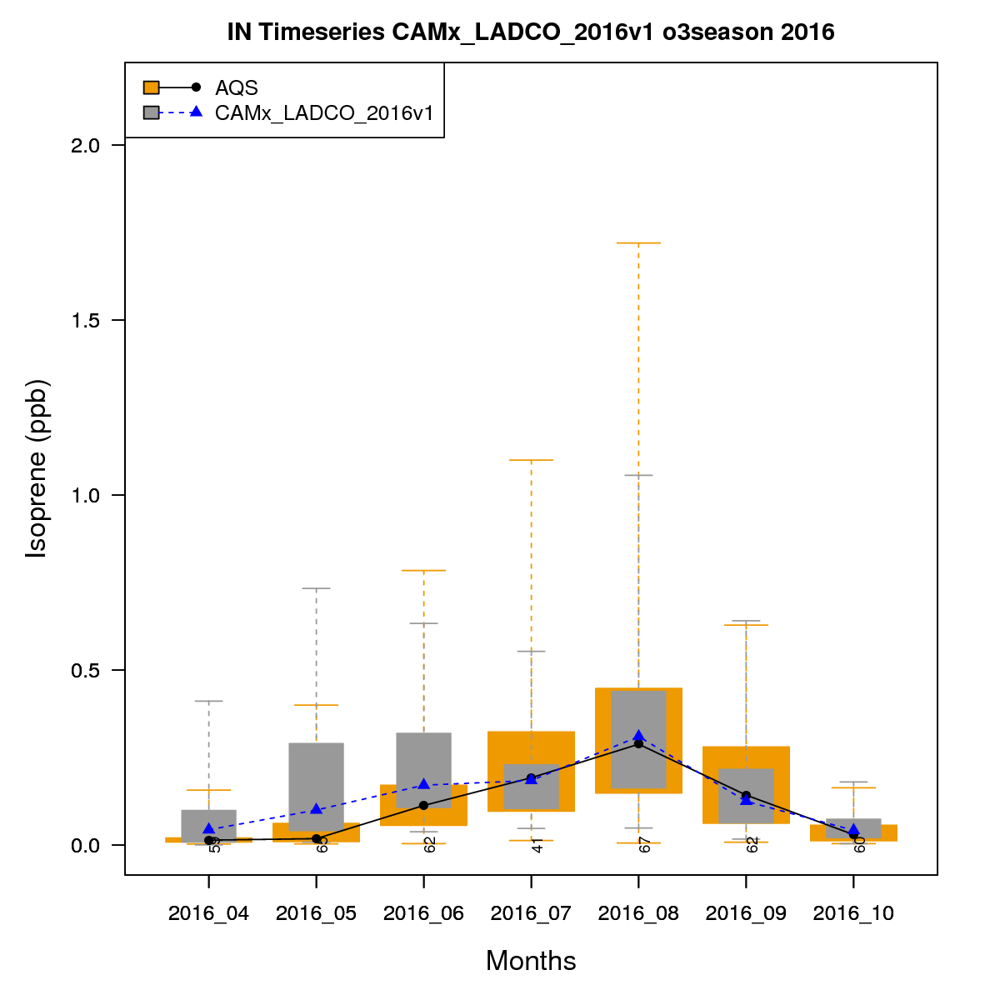 IN Timeseries CAMx_LADCO_2016v1 o3season 2016
AQS
CAMx_LADCO_2016v1
2.0
1.5
1.0
0.5
0.0
Isoprene (ppb)
62
41
67
62
60
2016_04 2016_05 2016_06 2016_07 2016_08 2016_09 2016_10
Months